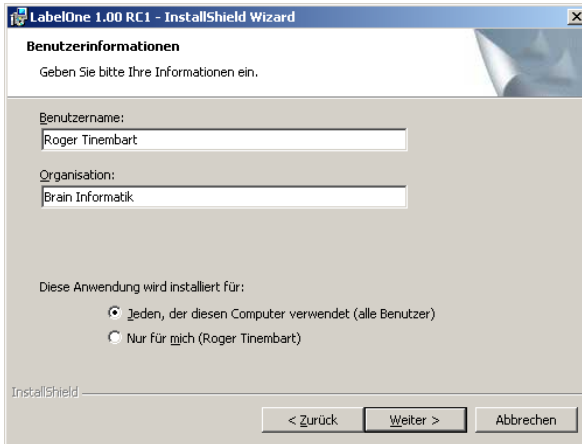 LabelOne 1.00 RC1 - InstallShield Wizard
Benutzerinformationen
Geben Sie bitte Ihre Informationen ein.
Benutzername:
Roger Tinembart
Organisation:
Brain Informatik
Diese Anwendung wird installiert für:
Jeden, der diesen Computer verwendet (alle Benutzer)
Nur für mich (Roger Tinembart)
InstallShield
< Zurück Weiter > Abbrechen